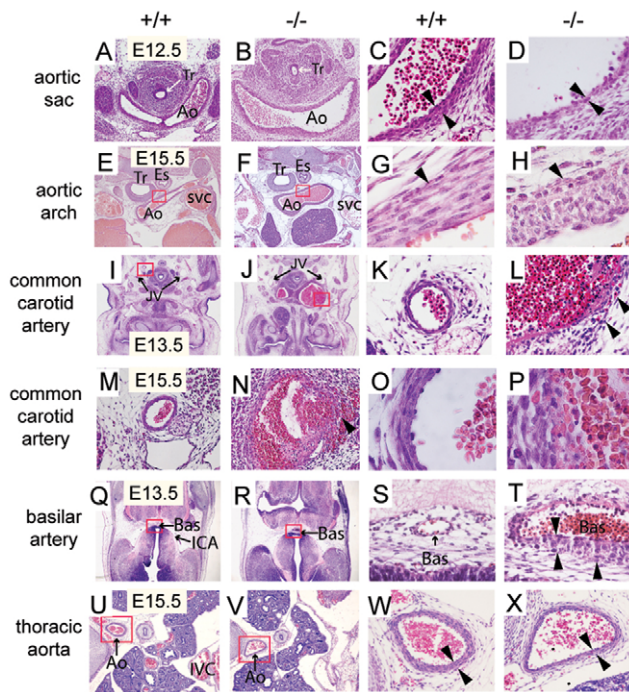 +/+ -/- +/+ -/-
aortic
sac
A E12.5 Tr Ao
B Tr Ao
C
D
aortic
arch
E E15.5 Tr Es Ao svc
F Tr Es Ao svc
G
H
common
carotid
artery
I JV E13.5
J JV
K
L
common
carotid
artery
M E15.5
N
O
P
basilar
artery
Q E13.5 Bas ICA
R Bas
S Bas
T Bas
thoracic
aorta
U E15.5 Ao IVC
V Ao
W
X